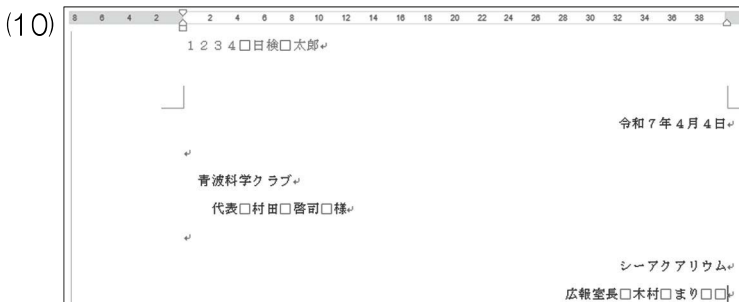 (10)
8 6 4 2 2 4 6 8 10 12 14 16 18 20 22 24 26 28 30 32 34 36 38
1234□日検□太郎↵
令和7年4月4日↵
↵
青波科学クラブ↵
代表□村田□啓司□様↵
↵
シーアクアリウム↵
広報室長□木村□まり□□↵